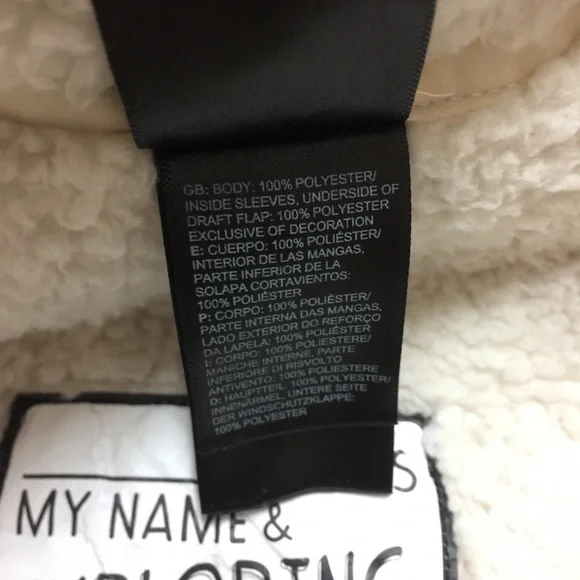 GB: BODY: 100% POLYESTER/
INSIDE SLEEVES, UNDERSIDE OF
DRAFT FLAP: 100% POLYESTER
EXCLUSIVE OF DECORATION
E: CUERPO: 100% POLIÉSTER/
INTERIOR DE LAS MANGAS,
PARTE INFERIOR DE LA
SOLAPA CORTAVIENTOS:
100% POLIÉSTER
P: CORPO: 100% POLIÉSTER/
PARTE INTERNA DAS MANGAS,
LADO EXTERIOR DO REFORÇO
DA LAPELA: 100% POLIÉSTER
I: CORPO: 100% POLIESTERE/
MANICHE INTERNE, PARTE
INFERIORE DI RISVOLTO
ANTIVENTO: 100% POLIESTERE
D: HAUPTTEIL: 100% POLYESTER/
INNENÄRMEL, UNTERE SEITE
DER WINDSCHUTZKLAPPE:
100% POLYESTER
MY NAME &